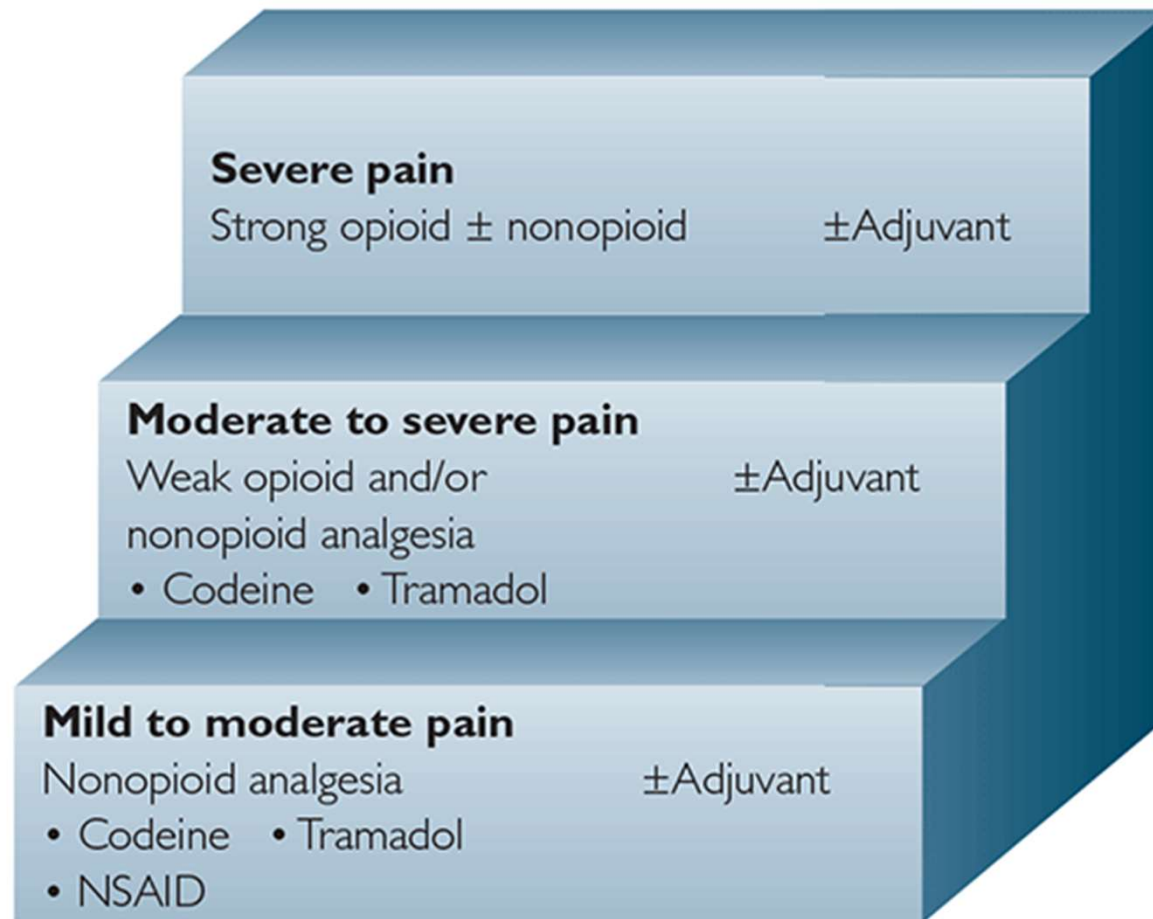 Severe pain
Strong opioid ± nonopioid ±Adjuvant
Moderate to severe pain
Weak opioid and/or ±Adjuvant
nonopioid analgesia
• Codeine • Tramadol
Mild to moderate pain
Nonopioid analgesia ±Adjuvant
• Codeine • Tramadol
• NSAID